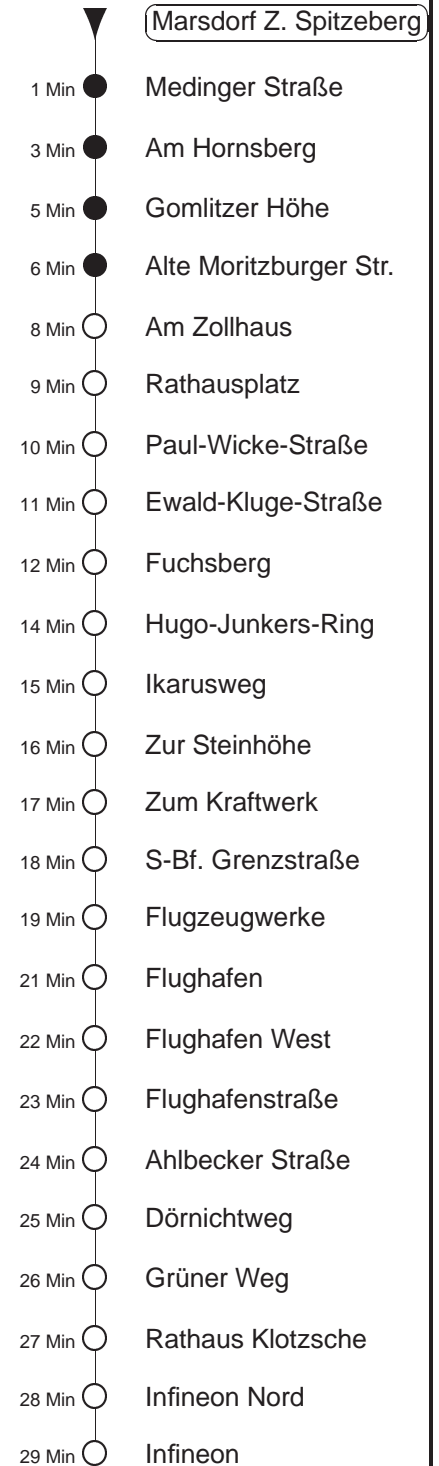 Marsdorf Z. Spitzeberg
1 Min Medinger Straße
3 Min Am Hornsberg
5 Min Gomlitzer Höhe
6 Min Alte Moritzburger Str.
8 Min Am Zollhaus
9 Min Rathausplatz
10 Min Paul-Wicke-Straße
11 Min Ewald-Kluge-Straße
12 Min Fuchsberg
14 Min Hugo-Junkers-Ring
15 Min Ikarusweg
16 Min Zur Steinhöhe
17 Min Zum Kraftwerk
18 Min S-Bf. Grenzstraße
19 Min Flugzeugwerke
21 Min Flughafen
22 Min Flughafen West
23 Min Flughafenstraße
24 Min Ahlbecker Straße
25 Min Dörnichtweg
26 Min Grüner Weg
27 Min Rathaus Klotzsche
28 Min Infineon Nord
29 Min Infineon